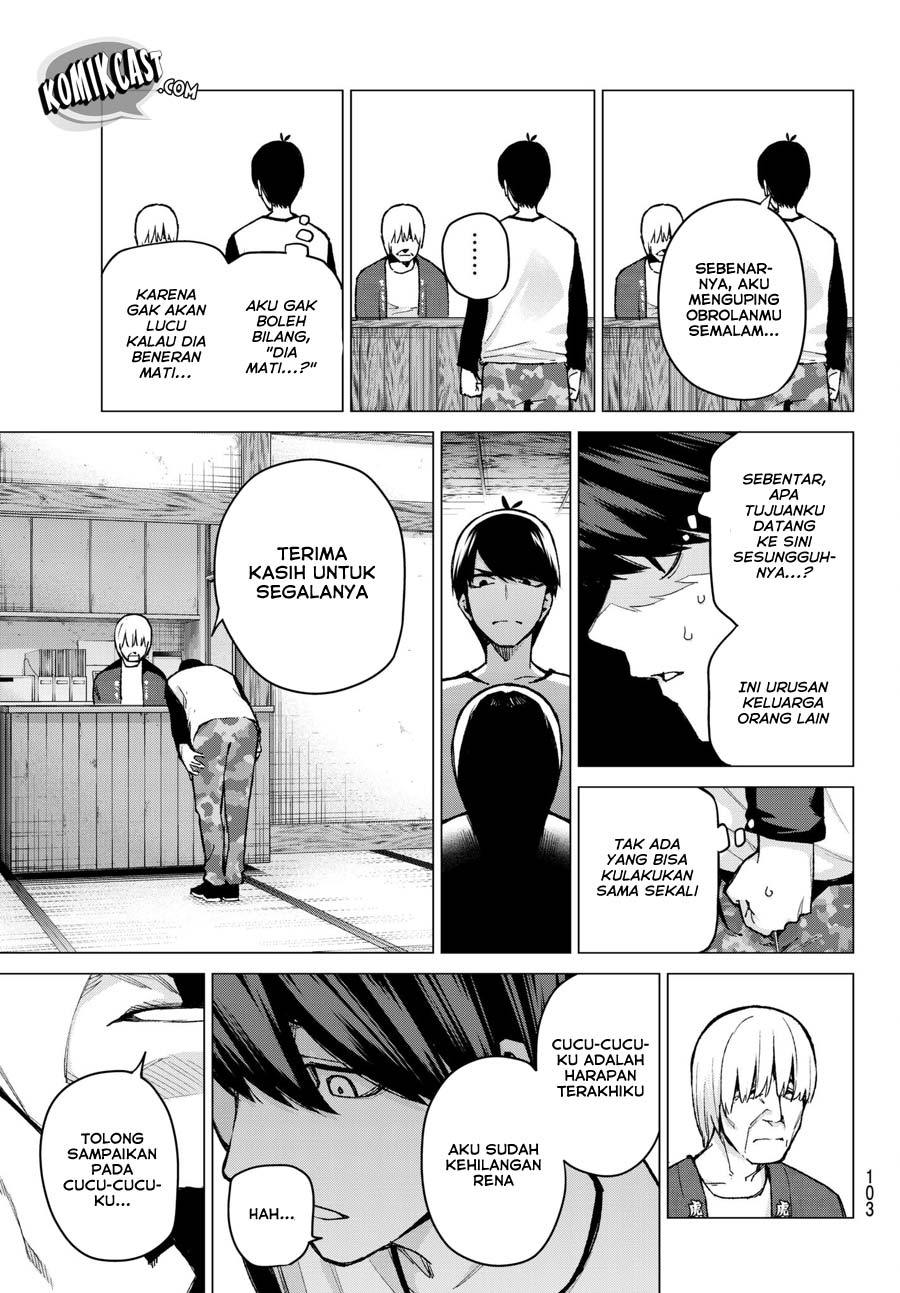 KOMIKCAST
.COM
SEBENAR-
NYA, AKU
MENGUPING
OBROLANMU
SEMALAM...
.......
AKU GAK
BOLEH
BILANG,
"DIA
MATI...?"
KARENA
GAK AKAN
LUCU
KALAU DIA
BENERAN
MATI...
SEBENTAR,
APA
TUJUANKU
DATANG
KE SINI
SESUNGGUH-
NYA...?
INI URUSAN
KELUARGA
ORANG LAIN
TAK ADA
YANG BISA
KULAKUKAN
SAMA SEKALI
TERIMA
KASIH UNTUK
SEGALANYA
CUCU-CUCU-
KU ADALAH
HARAPAN
TERAKHIKU
AKU SUDAH
KEHILANGAN
RENA
HAH...
TOLONG
SAMPAIKAN
PADA
CUCU-CUCU-
KU...
虎
虎
103